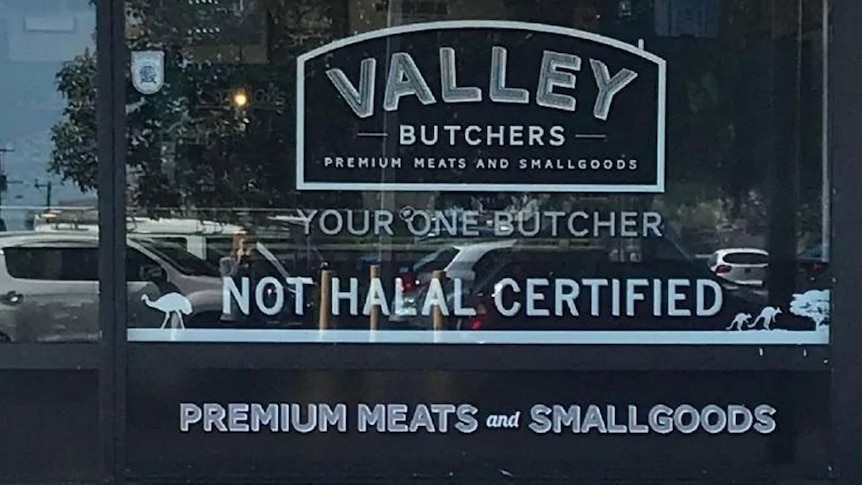 VALLEY
BUTCHERS
PREMIUM MEATS AND SMALLGOODS
YOUR ONE BUTCHER
NOT HALAL CERTIFIED
PREMIUM MEATS and SMALLGOODS